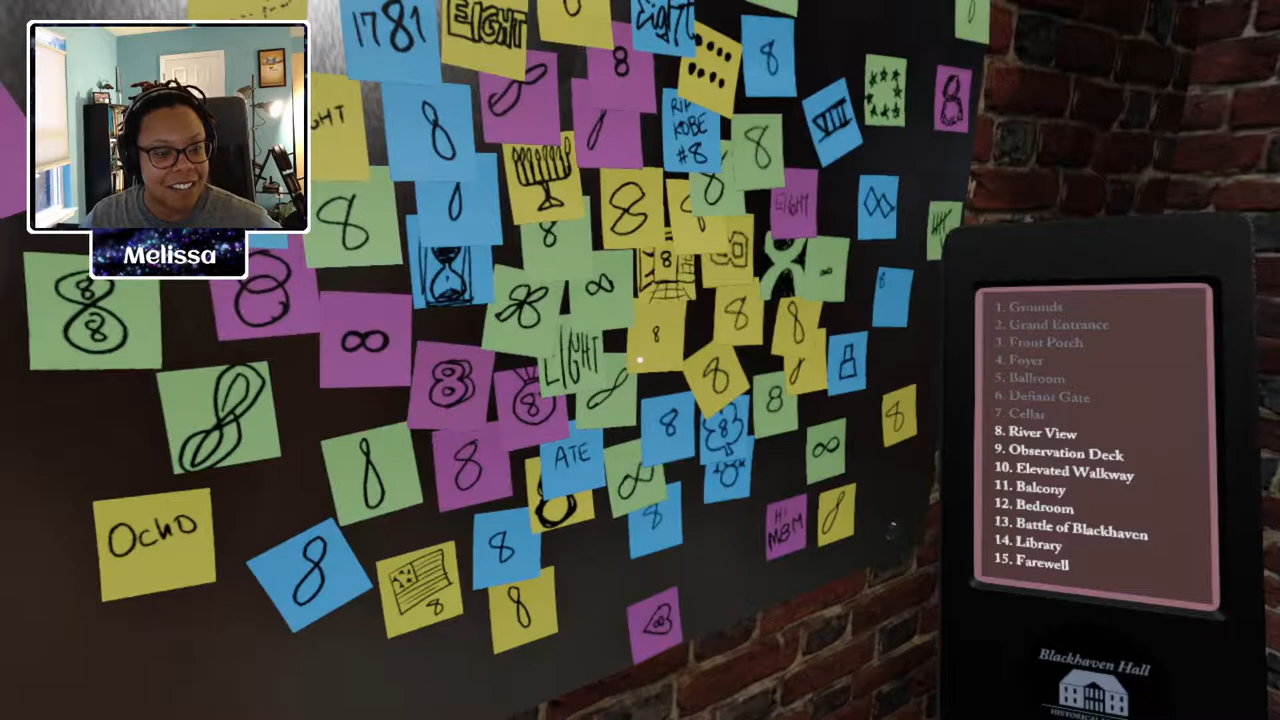 1781
EIGHT
8
Eight
8
8
8
8
RIP
KOBE
#8
VIII
8
8
8
8
8
8
EIGHT
8
8
8
8
∞
∞
8
8
8
8
LIGHT
8
8
8
8
8
8
8
ATE
∞
∞
8
OCHO
8
8
8
8
8
8
HI
M8M
8
8
Melissa
1. Grounds
2. Grand Entrance
3. Front Porch
4. Foyer
5. Ballroom
6. Defiant Gate
7. Cellar
8. River View
9. Observation Deck
10. Elevated Walkway
11. Balcony
12. Bedroom
13. Battle of Blackhaven
14. Library
15. Farewell
Blackhaven Hall